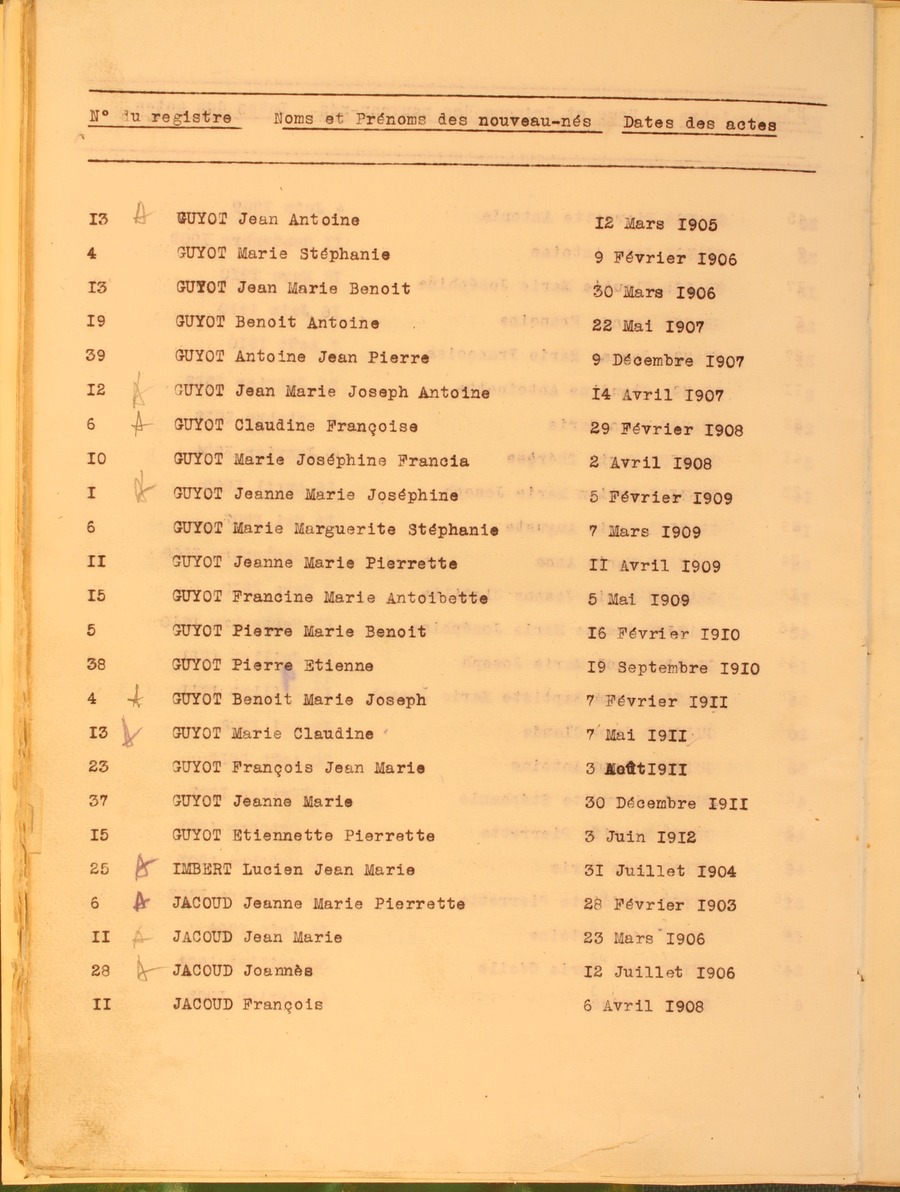 N° du registre Noms et Prénoms des nouveau-nés Dates des actes
I3 A GUYOT Jean Antoine I2 Mars I905
4 GUYOT Marie Stéphanie 9 Février I906
I3 GUYOT Jean Marie Benoit 30 Mars I906
I9 GUYOT Benoit Antoine 22 Mai I907
39 GUYOT Antoine Jean Pierre 9 Décembre I907
I2 A GUYOT Jean Marie Joseph Antoine I4 Avril I907
6 A GUYOT Claudine Françoise 29 Février I908
IO GUYOT Marie Joséphine Francia 2 Avril I908
I A GUYOT Jeanne Marie Joséphine 5 Février I909
6 GUYOT Marie Marguerite Stéphanie 7 Mars I909
II GUYOT Jeanne Marie Pierrette II Avril I909
I5 GUYOT Francine Marie Antoibette 5 Mai I909
5 GUYOT Pierre Marie Benoit I6 Février I9IO
38 GUYOT Pierre Etienne I9 Septembre I9IO
4 A GUYOT Benoit Marie Joseph 7 Février I9II
I3 A GUYOT Marie Claudine 7 Mai I9II
23 GUYOT François Jean Marie 3 Août I9II
37 GUYOT Jeanne Marie 30 Décembre I9II
I5 GUYOT Etiennette Pierrette 3 Juin I9I2
25 A IMBERT Lucien Jean Marie 3I Juillet I904
6 A JACOUD Jeanne Marie Pierrette 28 Février I903
II A JACOUD Jean Marie 23 Mars I906
28 A JACOUD Joannès I2 Juillet I906
II JACOUD François 6 Avril I908